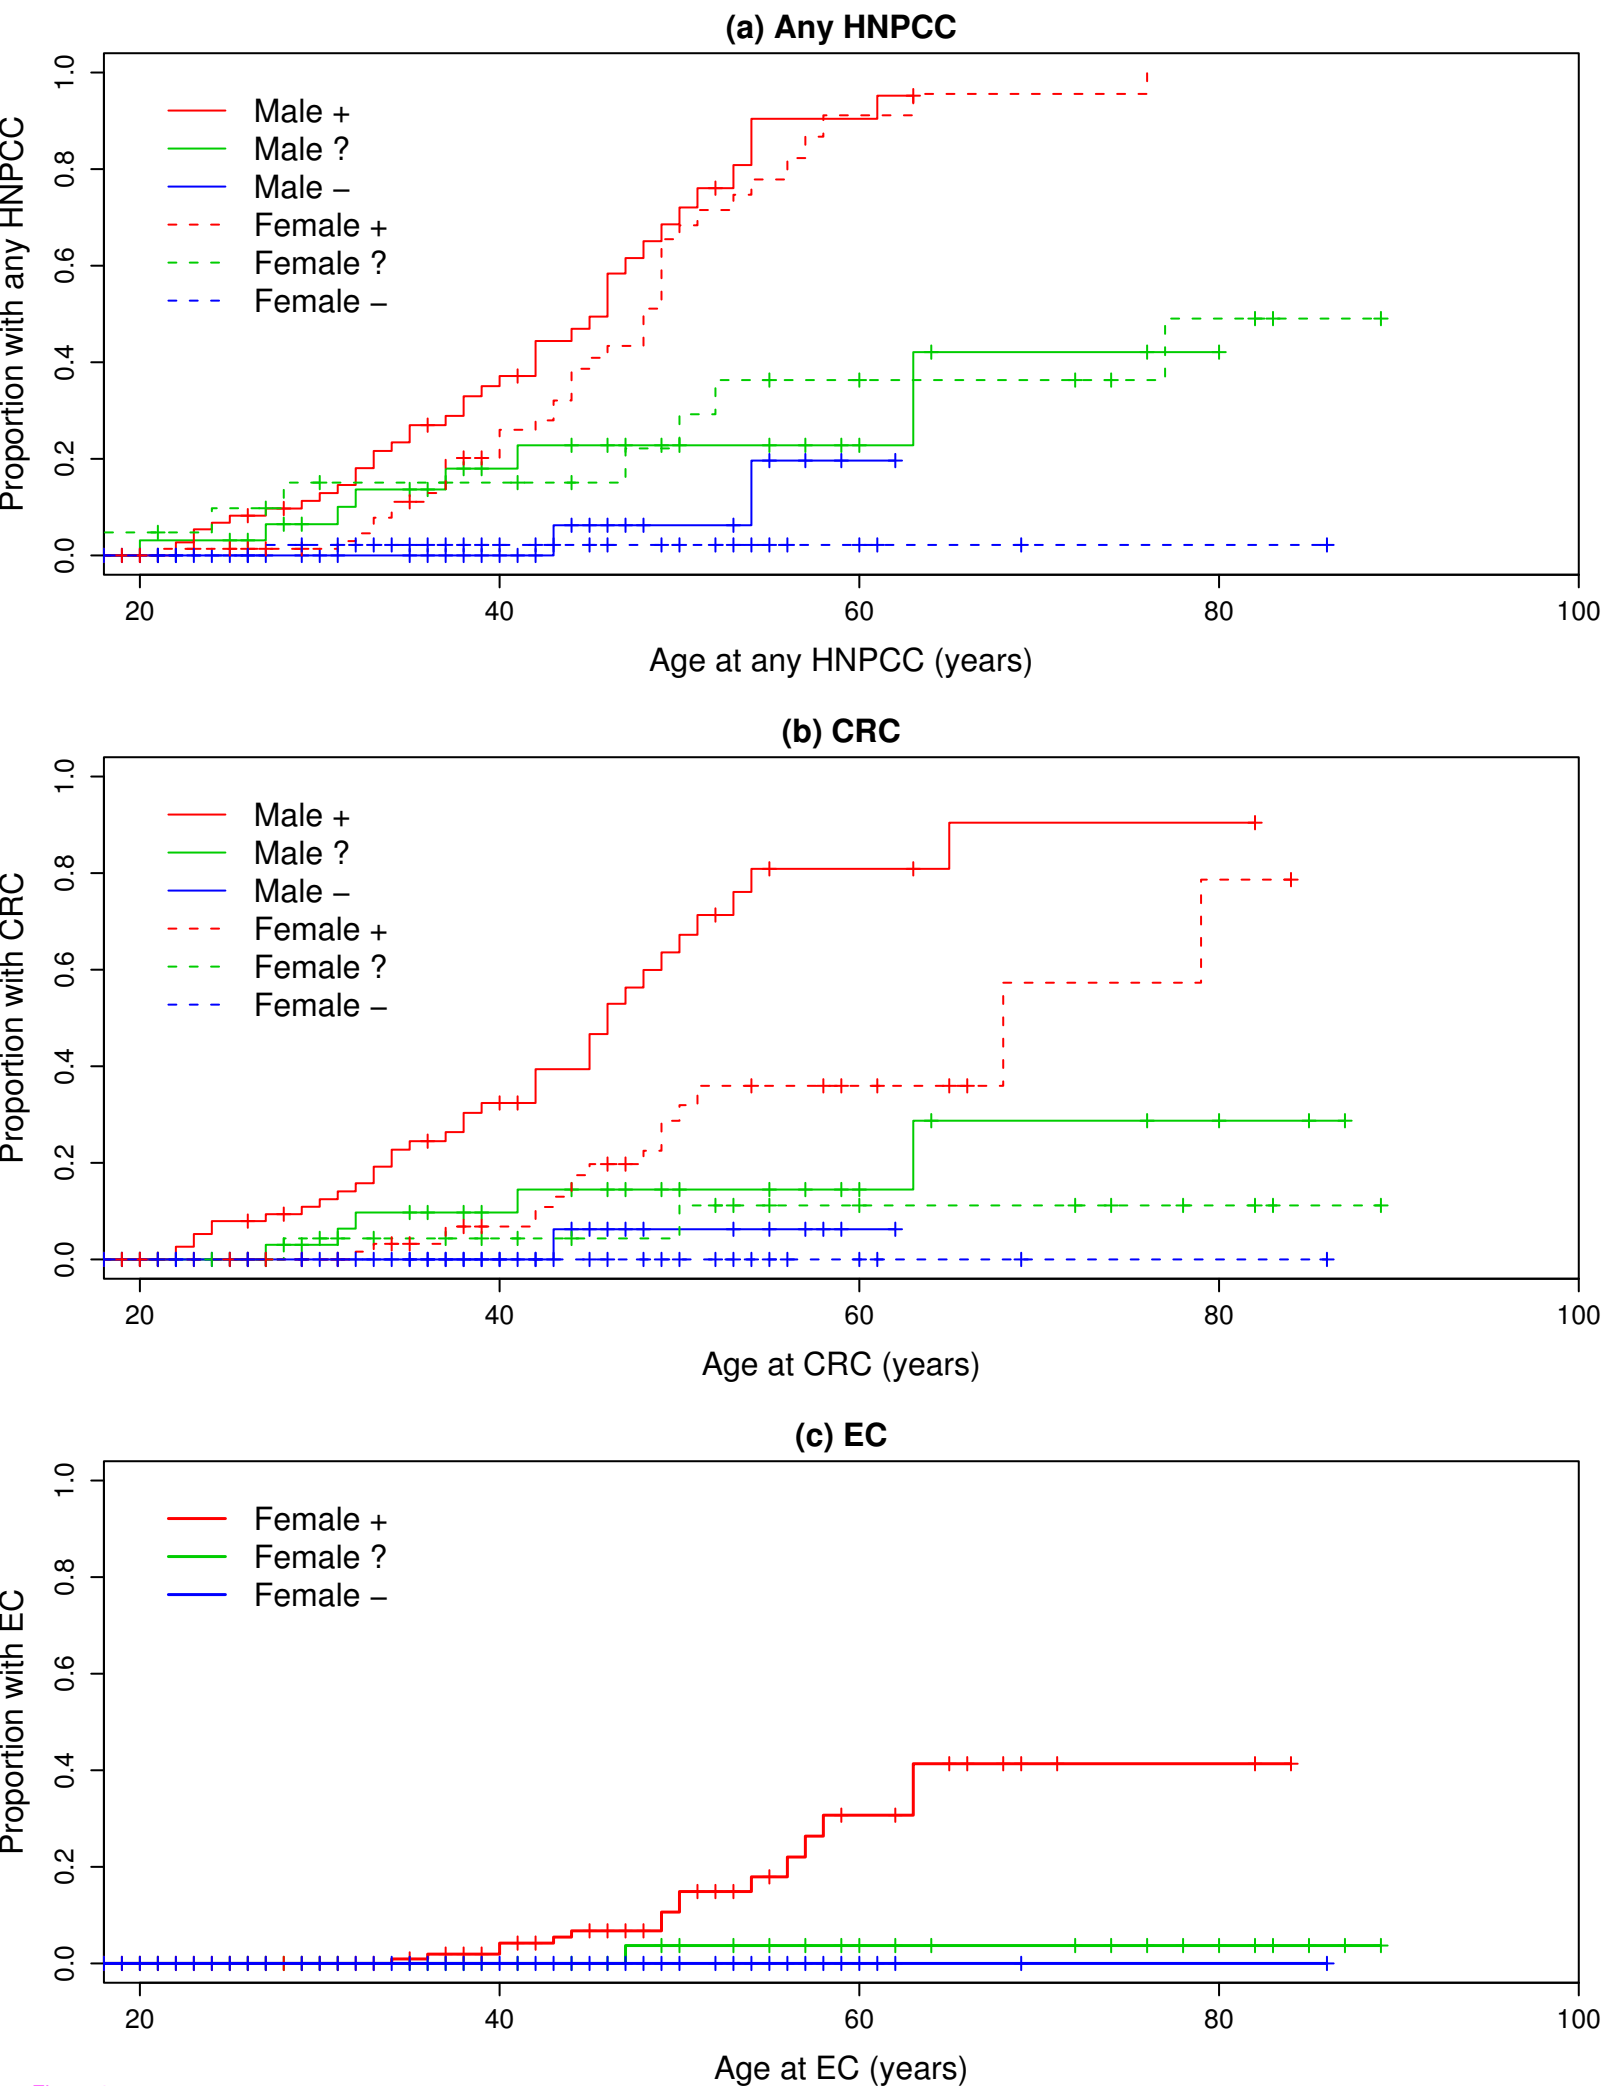 (a) Any HNPCC
Proportion with any HNPCC
1.0
0.8
0.6
0.4
0.2
0.0
Male +
Male ?
Male –
Female +
Female ?
Female –
20 40 60 80 100
Age at any HNPCC (years)
(b) CRC
Proportion with CRC
1.0
0.8
0.6
0.4
0.2
0.0
Male +
Male ?
Male –
Female +
Female ?
Female –
20 40 60 80 100
Age at CRC (years)
(c) EC
Proportion with EC
1.0
0.8
0.6
0.4
0.2
0.0
Female +
Female ?
Female –
20 40 60 80 100
Age at EC (years)